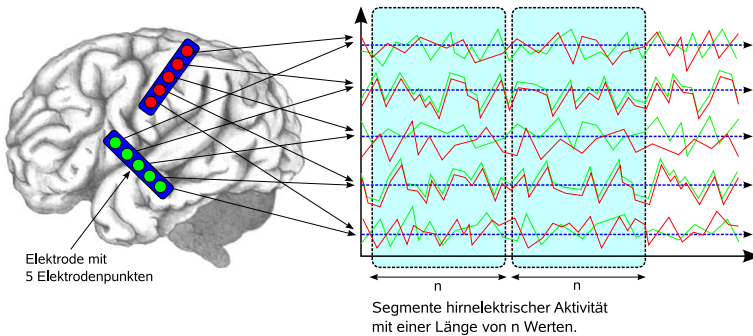 Elektrode mit
5 Elektrodenpunkten
n
n
Segmente hirnelektrischer Aktivität
mit einer Länge von n Werten.